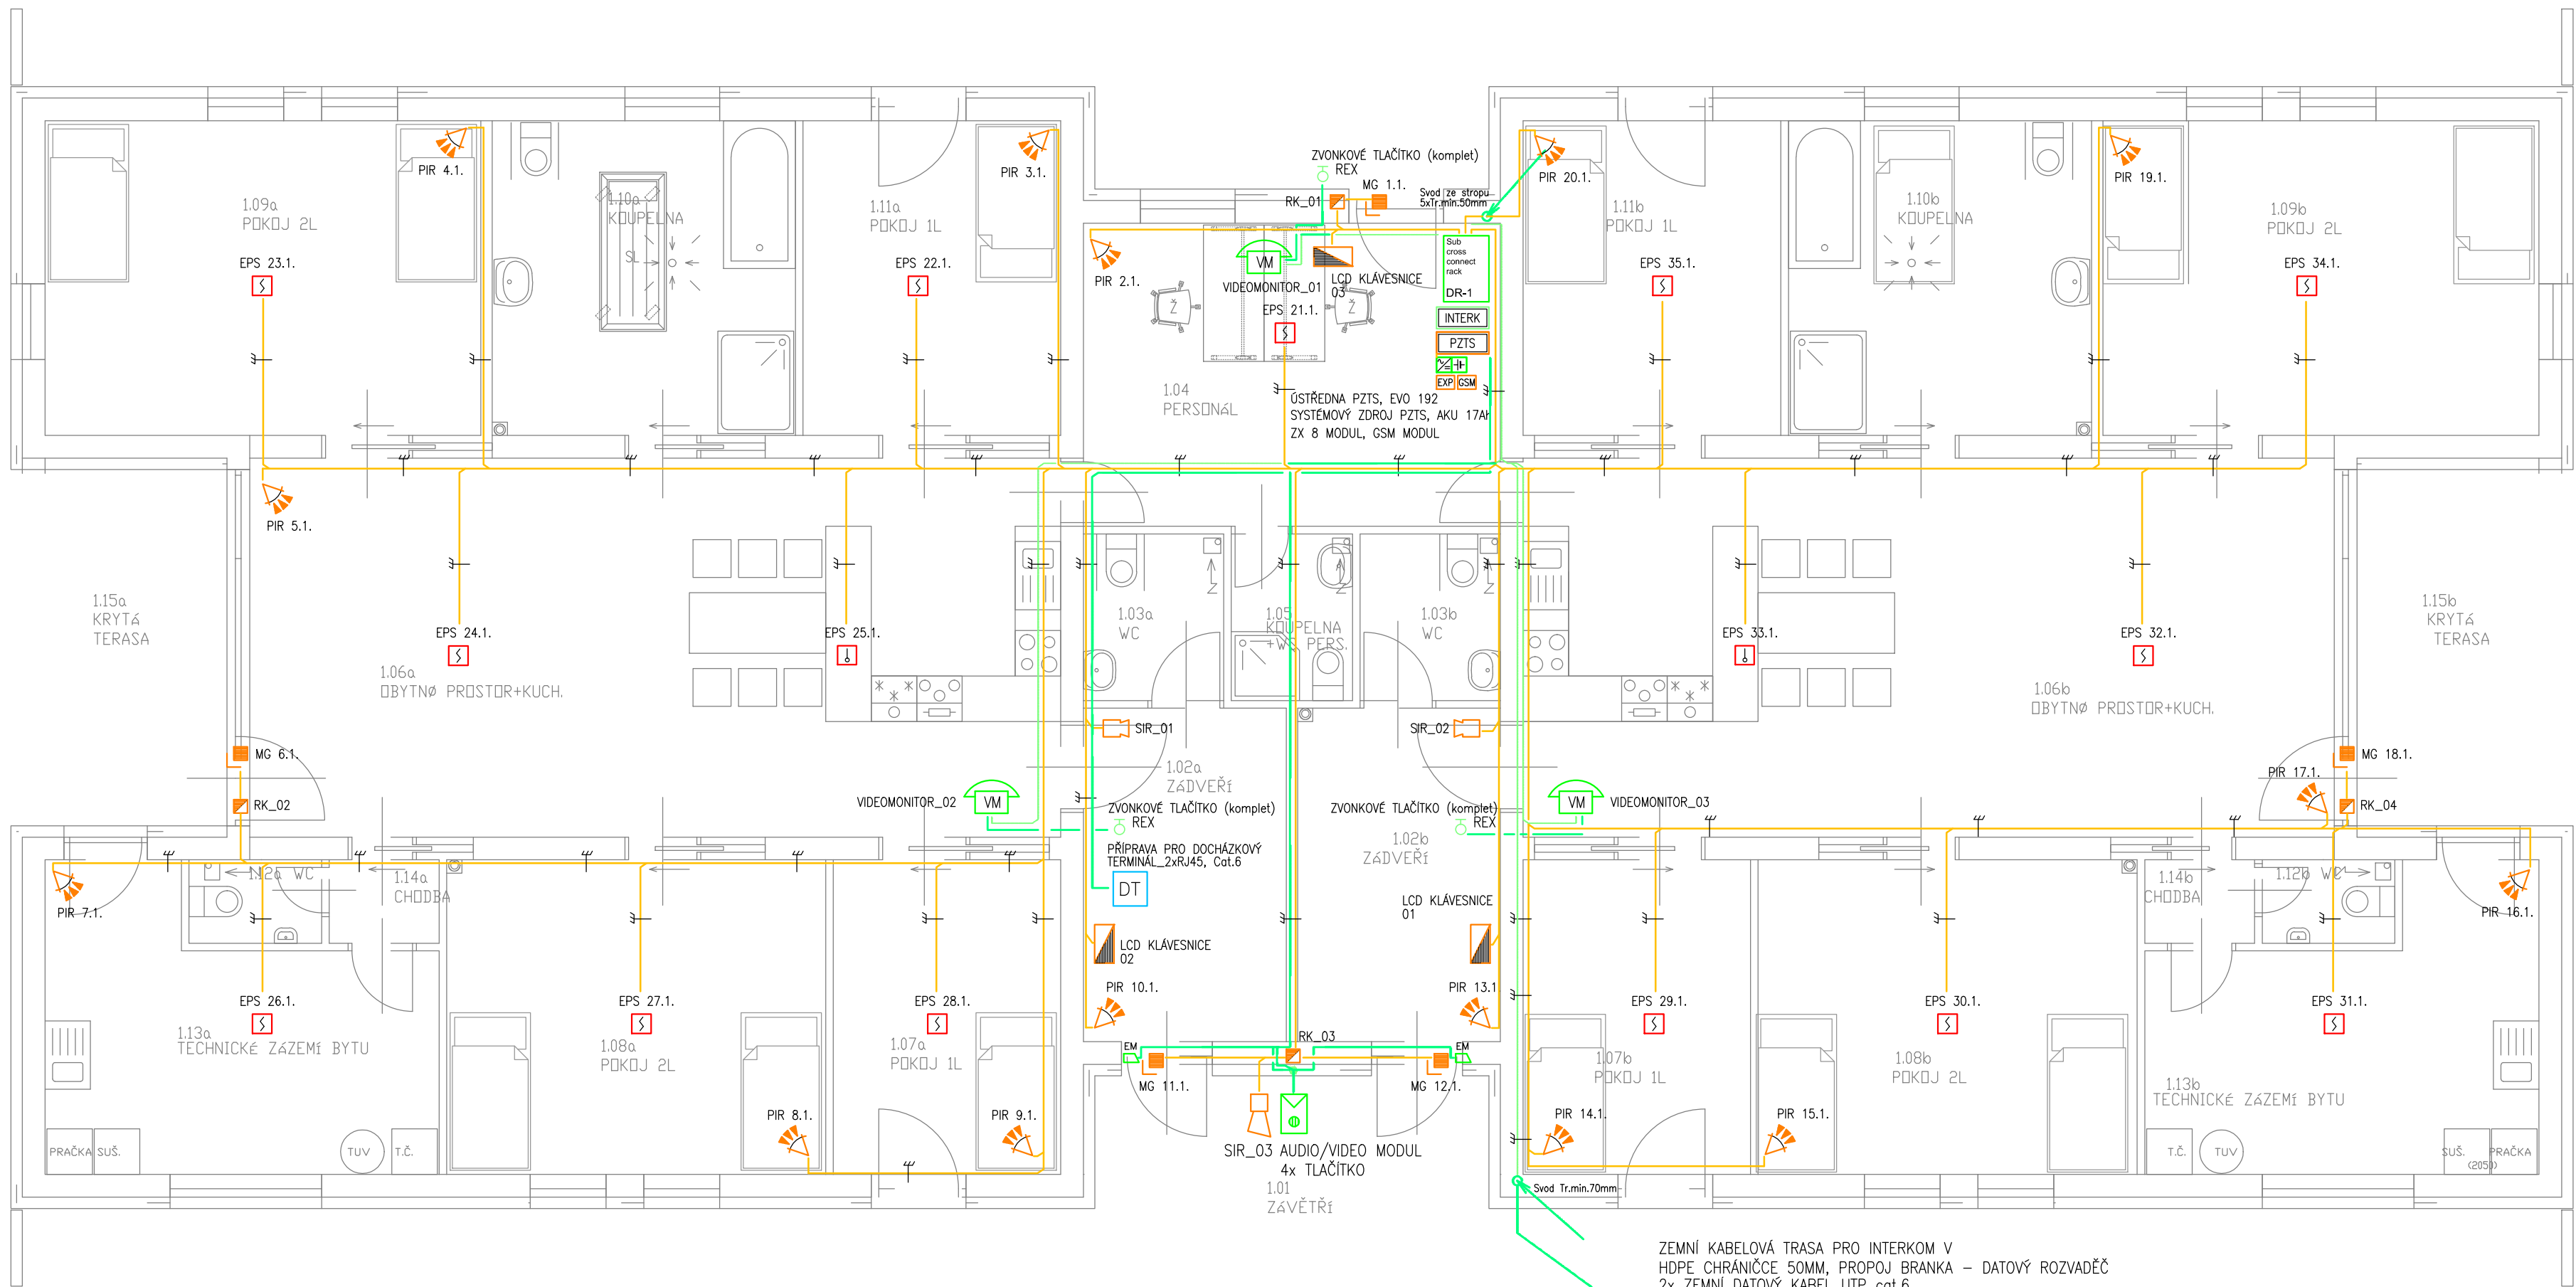 ZVONKOVÉ TLAČÍTKO (komplet)
REX
MG 1.1.
RK_01
Svod ze stropu
5xTr.min.50mm
PIR 4.1.
PIR 3.1.
PIR 20.1.
PIR 19.1.
1.09a
POKOJ 2L
1.10a
KOUPELNA
SL
1.11a
POKOJ 1L
1.11b
POKOJ 1L
1.10b
KOUPELNA
1.09b
POKOJ 2L
EPS 23.1.
EPS 22.1.
PIR 2.1.
VM
VIDEOMONITOR_01
LCD KLÁVESNICE
03
EPS 21.1.
Ž
Ž
Sub
cross
connect
rack
DR-1
INTERK
PZTS
EXP
GSM
EPS 35.1.
EPS 34.1.
1.04
PERSONáL
ÚSTŘEDNA PZTS, EVO 192
SYSTÉMOVÝ ZDROJ PZTS, AKU 17Ah
ZX 8 MODUL, GSM MODUL
PIR 5.1.
1.15a
KRYTá
TERASA
EPS 24.1.
EPS 25.1.
1.06a
OBYTNØ PROSTOR+KUCH.
1.03a
WC
Z
1.05
KOUPELNA
+WC PERS.
Z
1.03b
WC
Z
EPS 33.1.
EPS 32.1.
1.06b
OBYTNØ PROSTOR+KUCH.
1.15b
KRYTá
TERASA
MG 6.1.
RK_02
SIR_01
SIR_02
1.02a
ZáDVEŘí
VIDEOMONITOR_02
VM
ZVONKOVÉ TLAČÍTKO (komplet)
REX
ZVONKOVÉ TLAČÍTKO (komplet)
REX
VM
VIDEOMONITOR_03
MG 18.1.
PIR 17.1.
RK_04
1.02b
ZáDVEŘí
PŘÍPRAVA PRO DOCHÁZKOVÝ
TERMINÁL_2xRJ45, Cat.6
DT
1.12a WC
1.14a
CHODBA
PIR 7.1.
LCD KLÁVESNICE
02
LCD KLÁVESNICE
01
1.14b
CHODBA
1.12b WC
PIR 16.1.
EPS 26.1.
EPS 27.1.
EPS 28.1.
PIR 10.1.
PIR 13.1.
EPS 29.1.
EPS 30.1.
EPS 31.1.
1.13a
TECHNICKé ZáZEMí BYTU
1.08a
POKOJ 2L
1.07a
POKOJ 1L
EM
RK_03
EM
MG 11.1.
MG 12.1.
1.07b
POKOJ 1L
1.08b
POKOJ 2L
1.13b
TECHNICKé ZáZEMí BYTU
PIR 8.1.
PIR 9.1.
PIR 14.1.
PIR 15.1.
PRAČKA
SUŠ.
TUV
T.Č.
SIR_03
AUDIO/VIDEO MODUL
4x TLAČÍTKO
T.Č.
TUV
SUŠ.
PRAČKA
(2050)
1.01
ZáVĚTŘí
Svod Tr.min.70mm
ZEMNÍ KABELOVÁ TRASA PRO INTERKOM V
HDPE CHRÁNIČCE 50MM, PROPOJ BRANKA – DATOVÝ ROZVADĚČ
2x ZEMNÍ DATOVÝ KABEL UTP cat.6